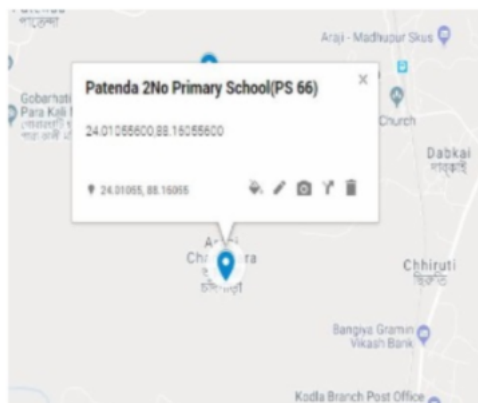 পাতেন্ডা
Araji - Madhupur Skus
Patenda 2No Primary School(PS 66)
24.01055600,88.16055600
24.01055, 88.16055
Gobarhati
Para Kali
Church
Dabkai
Chhiruti
Bangiya Gramin
Vikash Bank
Kodla Branch Post Office